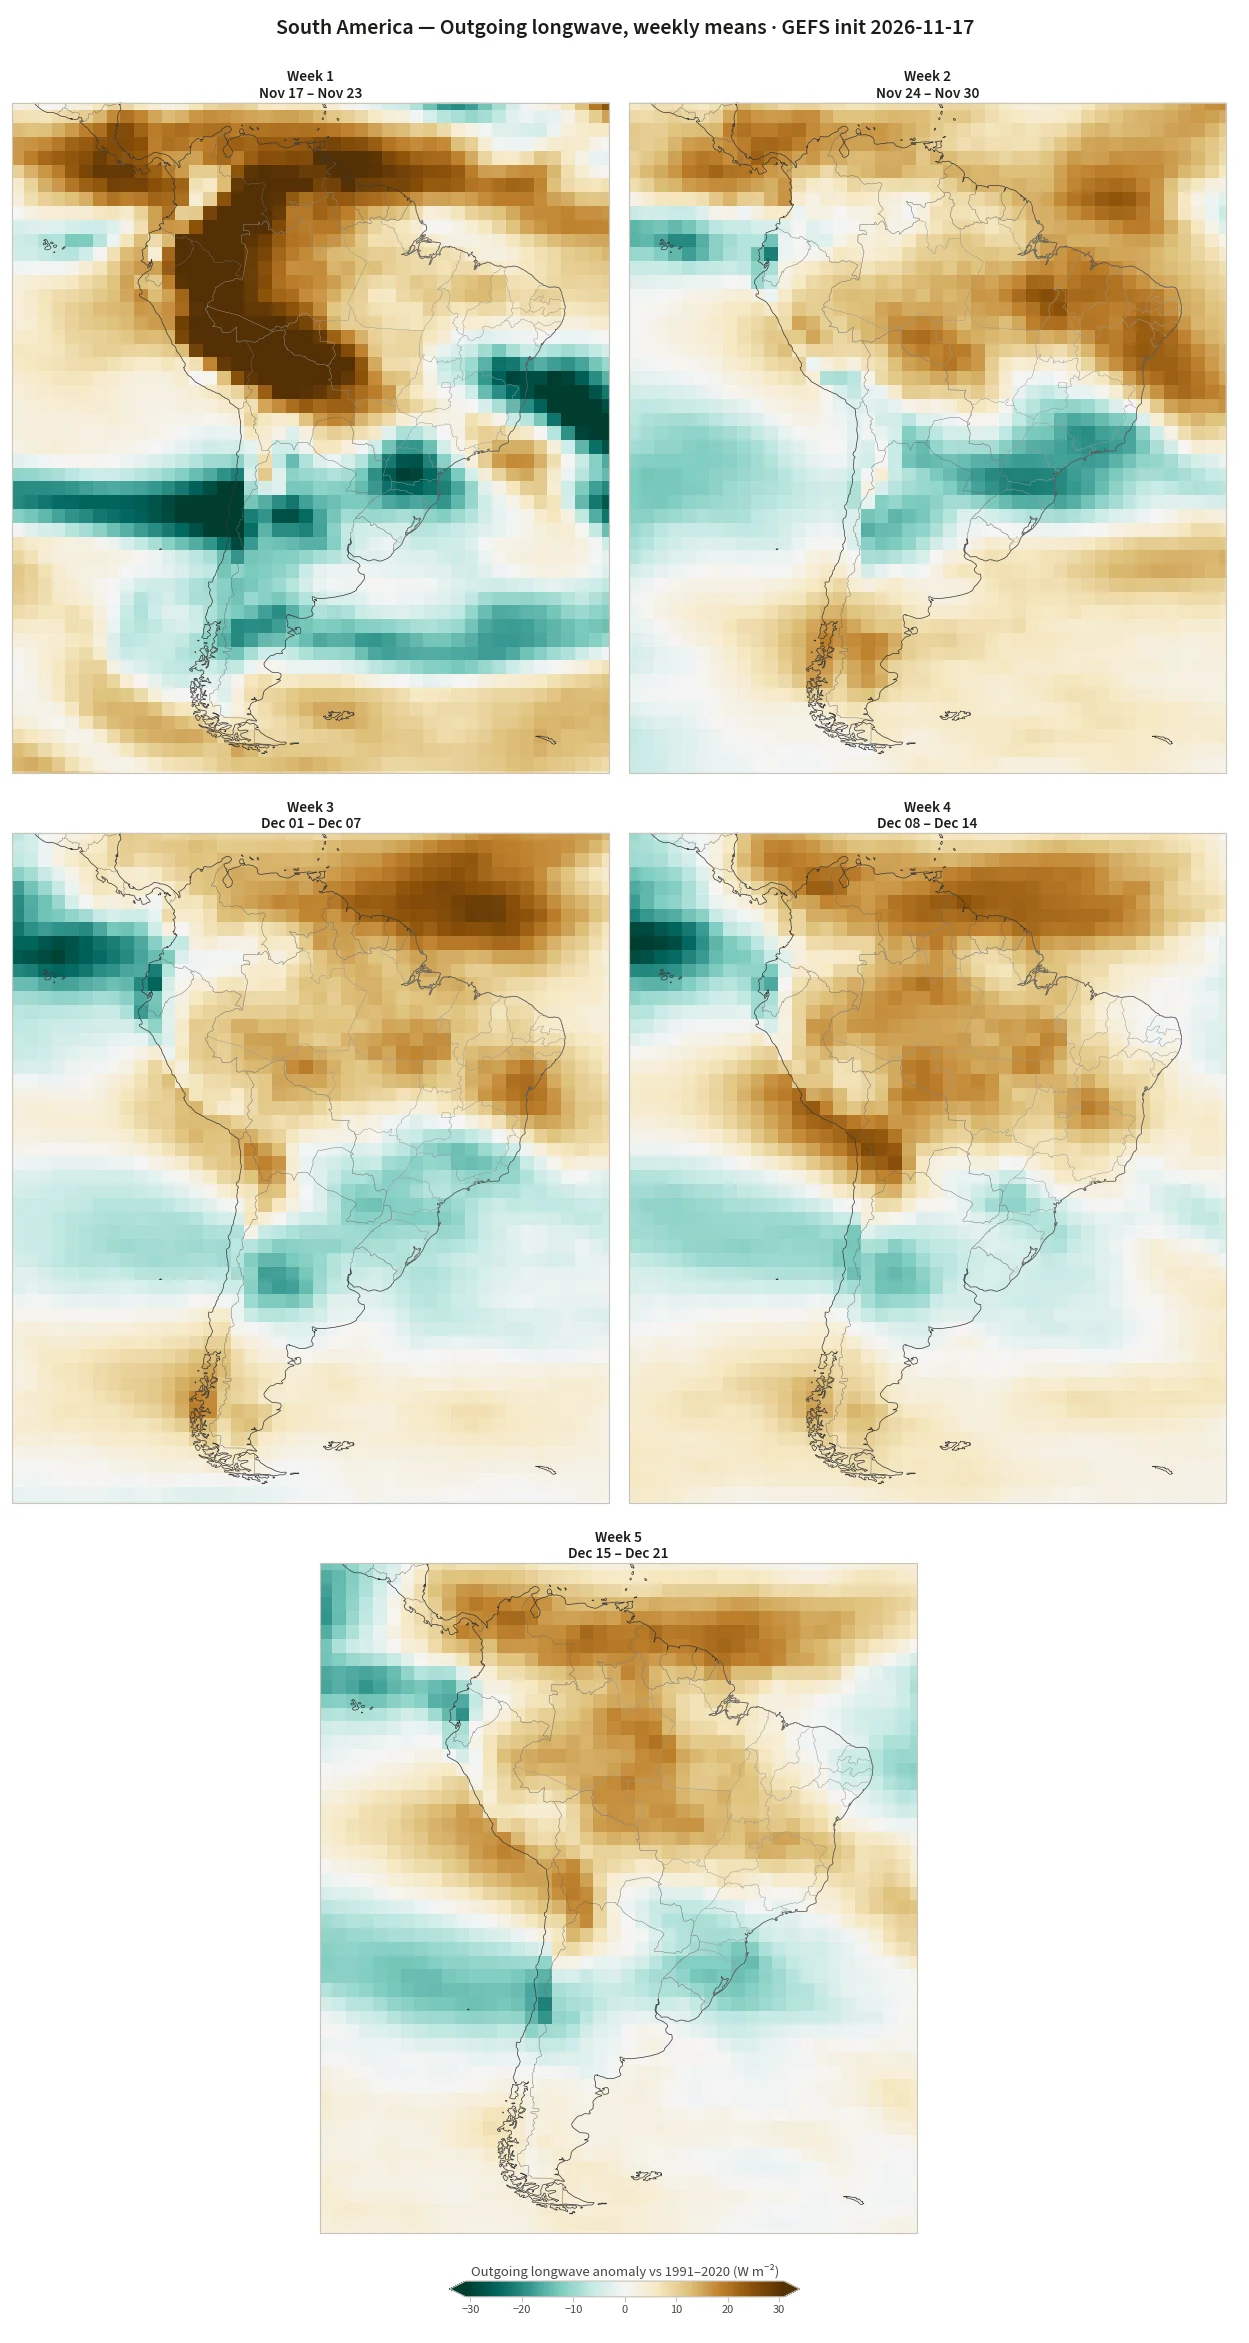 South America — Outgoing longwave, weekly means · GEFS init 2026-11-17
Week 1
Nov 17 – Nov 23
Week 2
Nov 24 – Nov 30
Week 3
Dec 01 – Dec 07
Week 4
Dec 08 – Dec 14
Week 5
Dec 15 – Dec 21
Outgoing longwave anomaly vs 1991–2020 (W m⁻²)
−30 −20 −10 0 10 20 30